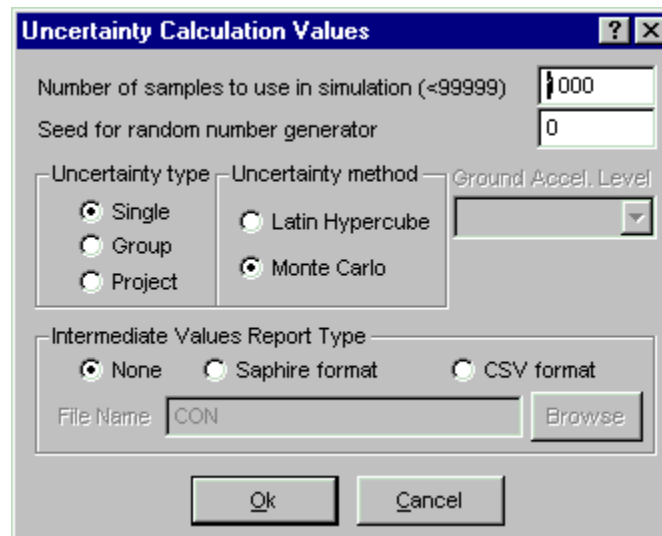 Uncertainty Calculation Values
Number of samples to use in simulation (<99999) 1000
Seed for random number generator 0
Uncertainty type Uncertainty method Ground Accel. Level
Single
Group
Project
Latin Hypercube
Monte Carlo
Intermediate Values Report Type
None Saphire format CSV format
File Name CON Browse
Ok Cancel